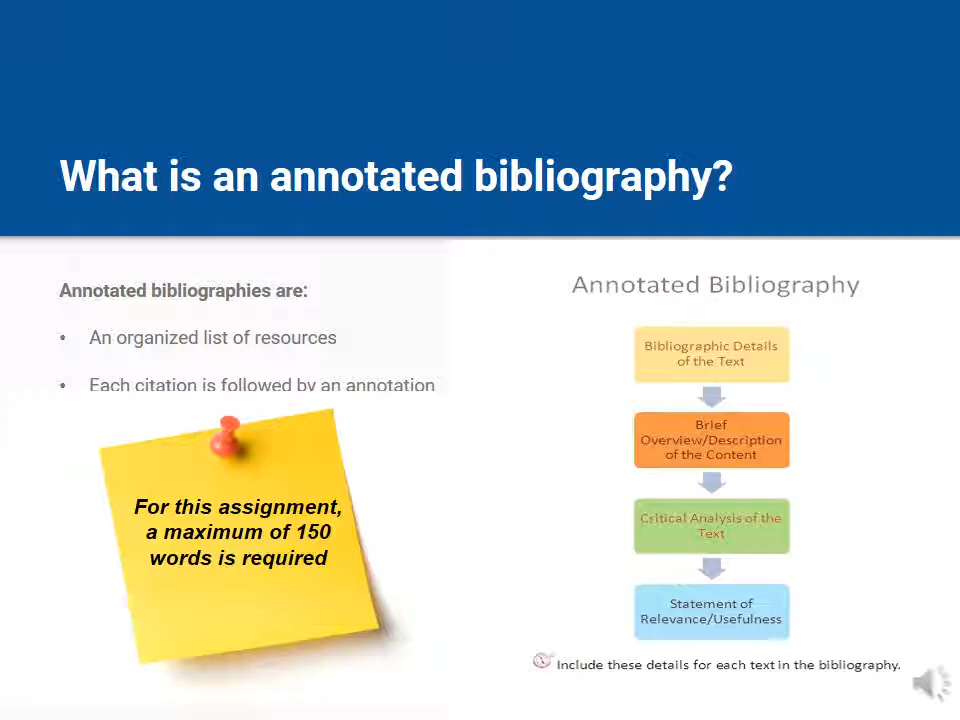 What is an annotated bibliography?
Annotated bibliographies are:
• An organized list of resources
• Each citation is followed by an annotation
For this assignment,
a maximum of 150
words is required
Annotated Bibliography
Bibliographic Details
of the Text
Brief
Overview/Description
of the Content
Critical Analysis of the
Text
Statement of
Relevance/Usefulness
Include these details for each text in the bibliography.